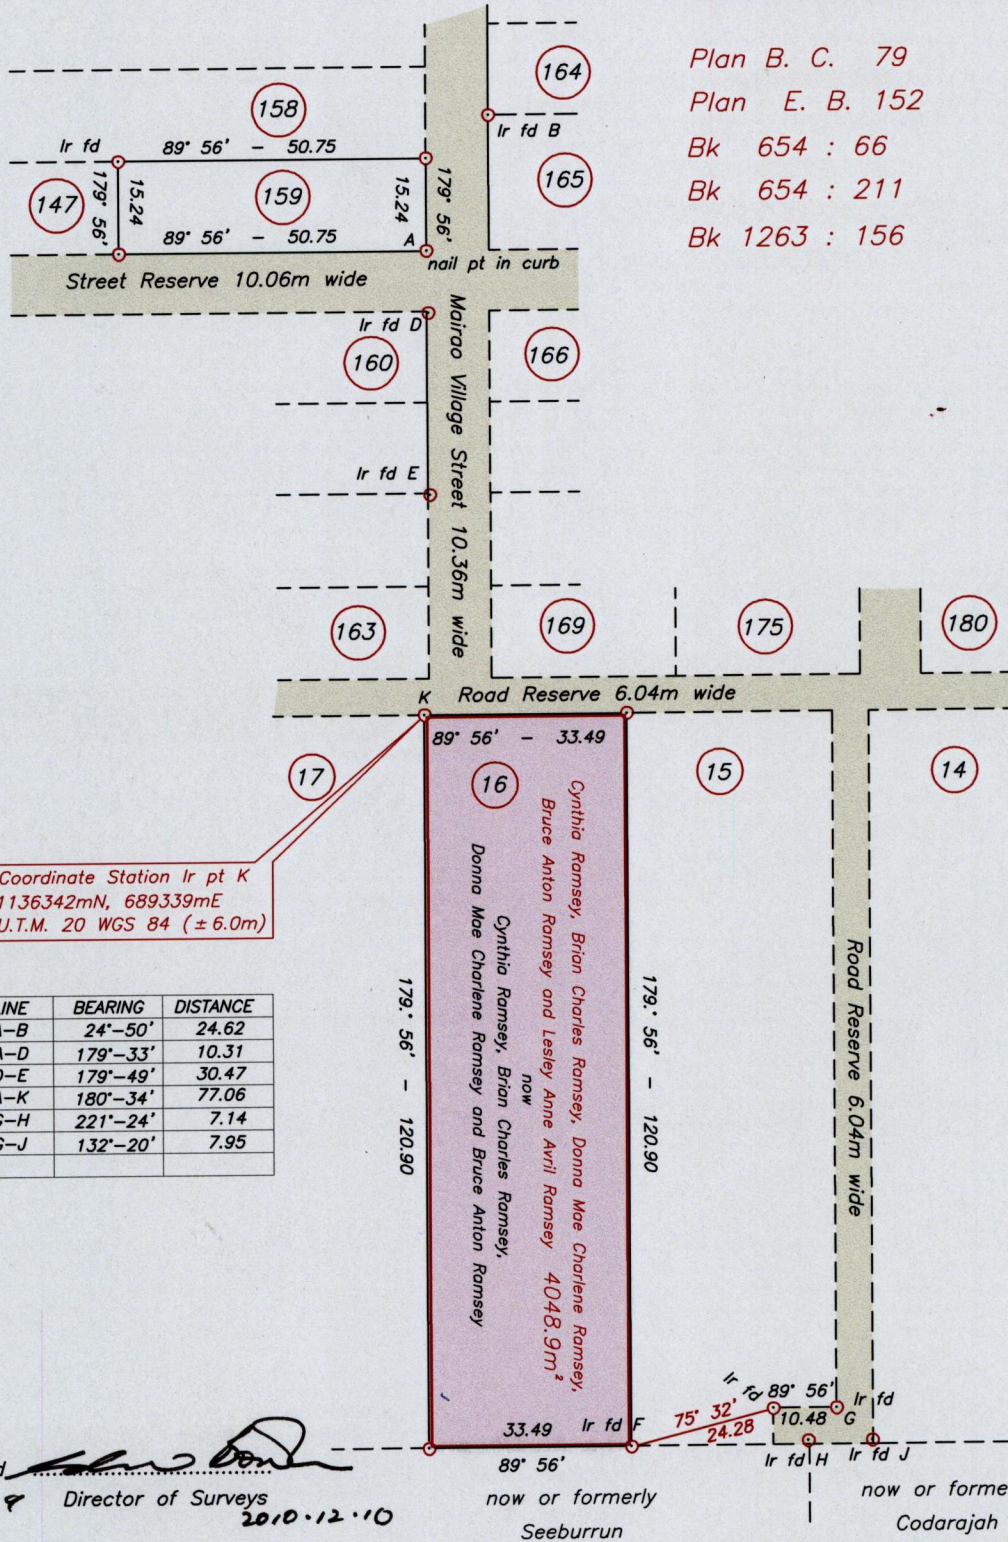 Plan B. C. 79
Plan E. B. 152
Bk 654 : 66
Bk 654 : 211
Bk 1263 : 156
164
158
Ir fd B
Ir fd
89° 56' - 50.75
165
147
179° 56'
15.24
159
15.24
179° 56'
89° 56' - 50.75
A
nail pt in curb
Street Reserve 10.06m wide
Ir fd D
160
166
Mairao Village Street 10.36m wide
Ir fd E
163
169
175
180
K
Road Reserve 6.04m wide
89° 56' - 33.49
17
16
15
14
Coordinate Station Ir pt K
1136342mN, 689339mE
U.T.M. 20 WGS 84 (± 6.0m)
Cynthia Ramsey, Brian Charles Ramsey, Donna Mae Charlene Ramsey,
Bruce Anton Ramsey and Lesley Anne Avril Ramsey 4048.9m²
now
Cynthia Ramsey, Brian Charles Ramsey,
Donna Mae Charlene Ramsey and Bruce Anton Ramsey
179.° 56' - 120.90
179.° 56' - 120.90
Road Reserve 6.04m wide
INE BEARING DISTANCE
-B 24°-50' 24.62
-D 179°-33' 10.31
-E 179°-49' 30.47
-K 180°-34' 77.06
-H 221°-24' 7.14
-J 132°-20' 7.95
Ir fd
89° 56'
Ir fd
10.48
G
75° 32'
24.28
33.49
Ir fd F
89° 56'
Ir fd H
Ir fd J
Director of Surveys
2010.12.10
now or formerly
Seeburrun
now or forme
Codarajah